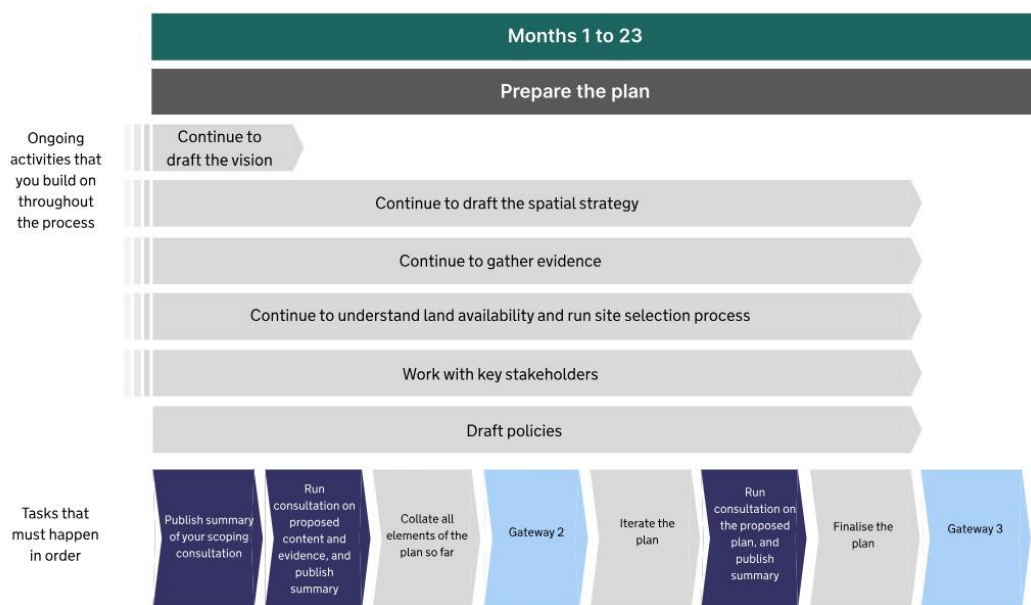 Months 1 to 23
Prepare the plan
Ongoing
activities that
you build on
throughout
the process
Continue to
draft the vision
Continue to draft the spatial strategy
Continue to gather evidence
Continue to understand land availability and run site selection process
Work with key stakeholders
Draft policies
Tasks that
must happen
in order
Publish summary
of your scoping
consultation
Run
consultation on
proposed
content and
evidence, and
publish
summary
Collate all
elements of the
plan so far
Gateway 2
Iterate the
plan
Run
consultation on
the proposed
plan, and
publish
summary
Finalise the
plan
Gateway 3